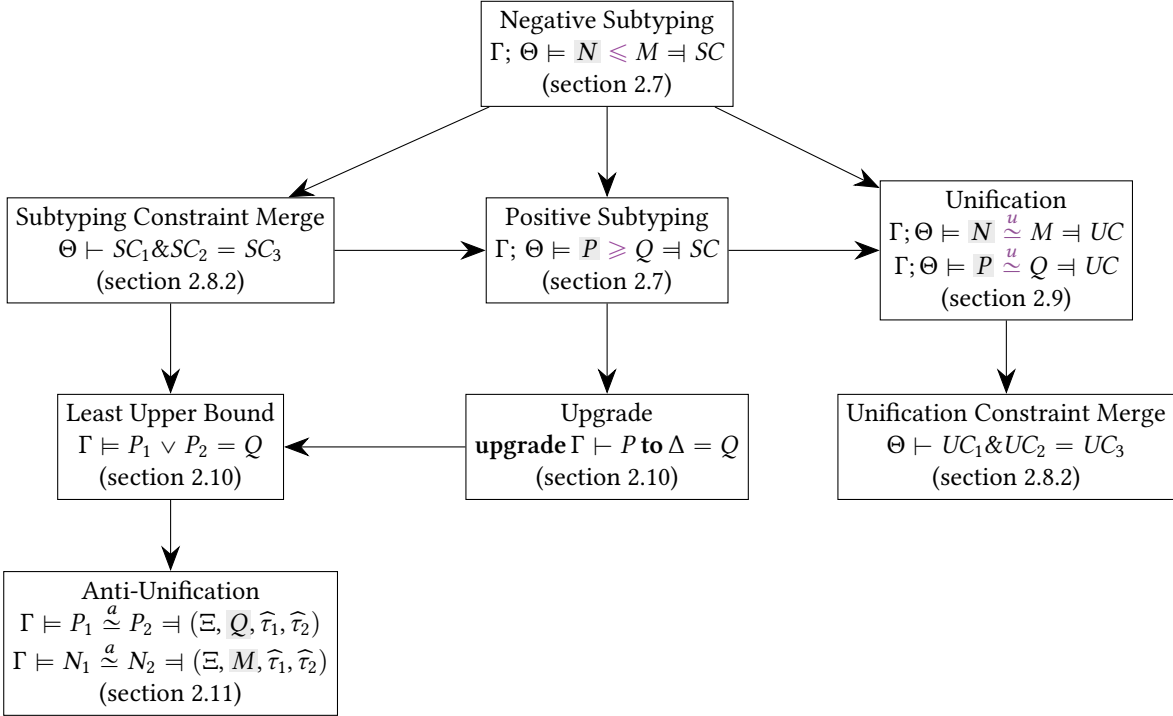 Negative Subtyping
Γ; Θ ⊨ N ⩽ M ⫤ SC
(section 2.7)
Subtyping Constraint Merge
Θ ⊢ SC₁&SC₂ = SC₃
(section 2.8.2)
Positive Subtyping
Γ; Θ ⊨ P ⩾ Q ⫤ SC
(section 2.7)
Unification
Γ;Θ ⊨ N ≃ᵘ M ⫤ UC
Γ;Θ ⊨ P ≃ᵘ Q ⫤ UC
(section 2.9)
Least Upper Bound
Γ ⊨ P₁ ∨ P₂ = Q
(section 2.10)
Upgrade
upgrade Γ ⊢ P to Δ = Q
(section 2.10)
Unification Constraint Merge
Θ ⊢ UC₁&UC₂ = UC₃
(section 2.8.2)
Anti-Unification
Γ ⊨ P₁ ≃ᵃ P₂ ⫤ (Ξ, Q, τ̂₁, τ̂₂)
Γ ⊨ N₁ ≃ᵃ N₂ ⫤ (Ξ, M, τ̂₁, τ̂₂)
(section 2.11)